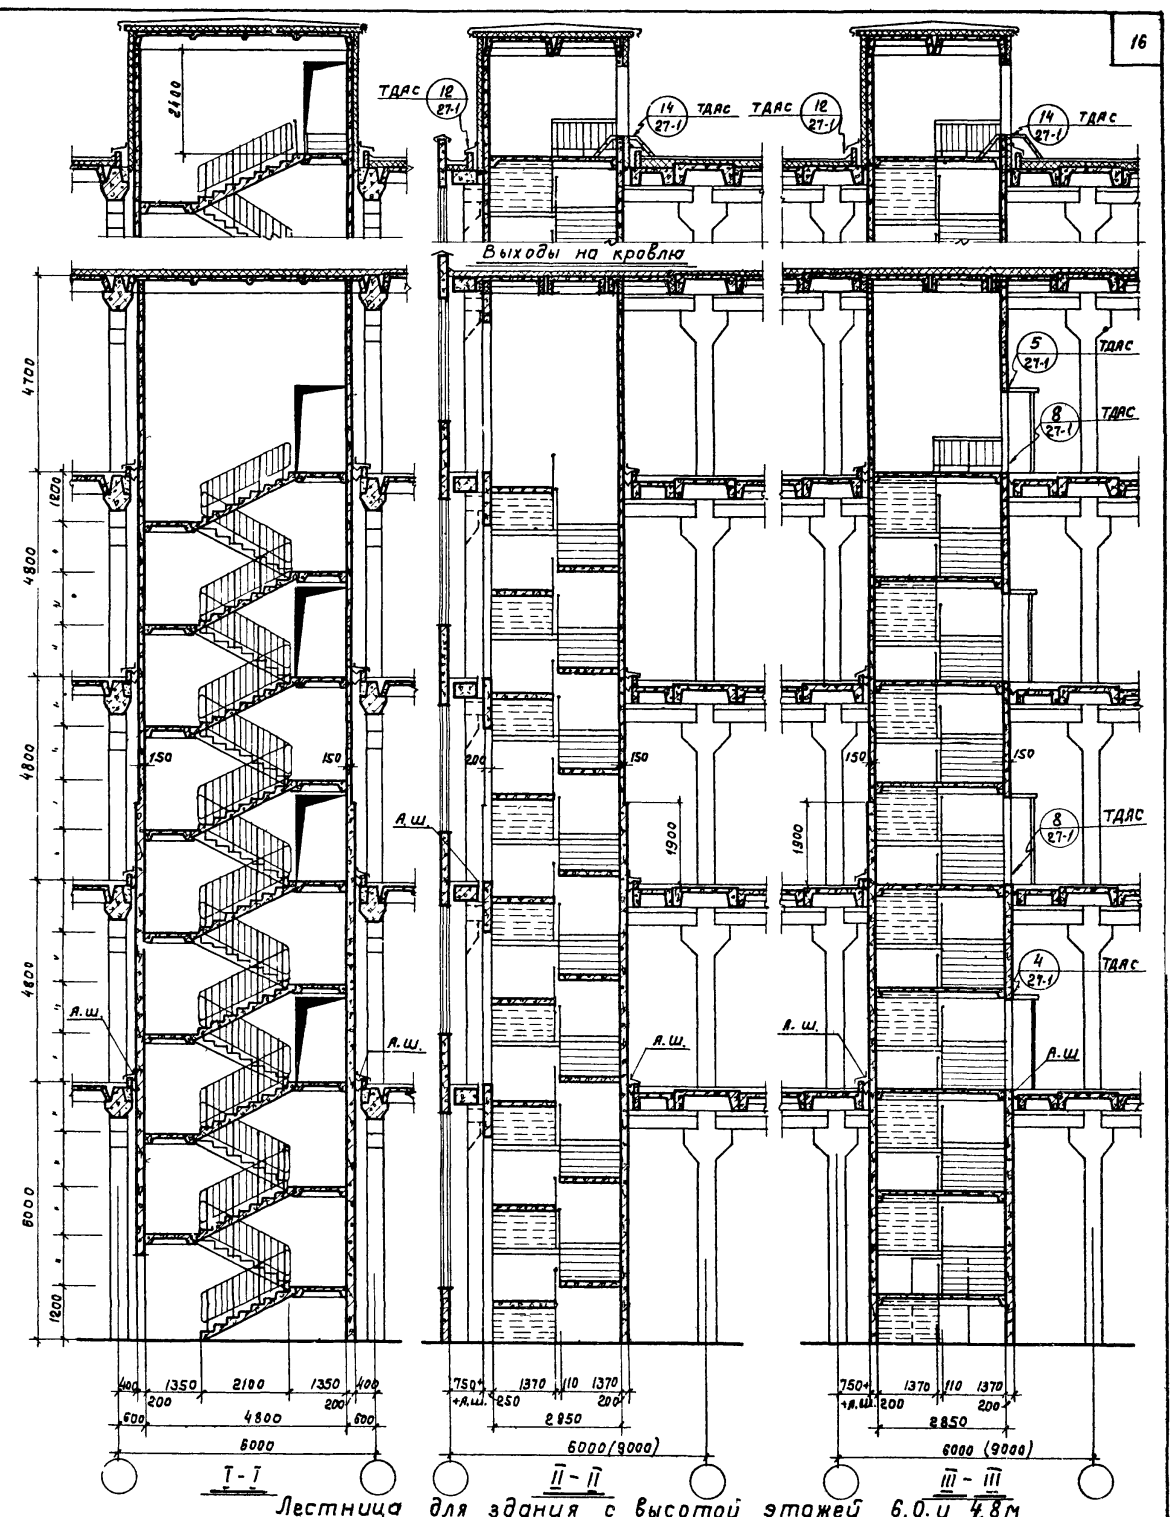 16
2400
ТДАС 12 27-1
14 27-1 ТДАС
ТДАС 12 27-1
14 27-1 ТДАС
Выходы на кровлю
4700
5 27-1 ТДАС
8 27-1 ТДАС
1200
4800
4800
150 150 200 150 150 150
А.ш.
1900
1900
8 27-1 ТДАС
4800
4 27-1 ТДАС
А.ш. А.ш. А.ш. А.ш. А.ш.
6000
1200
400 1350 2100 1350 400
200 200
600 4800 600
6000
750+ 1370 110 1370
+А.ш. 250 200
2850
6000(9000)
750+ 1370 110 1370
+А.ш. 200 200
2850
6000 (9000)
I-I II-II III-III
Лестница для здания с высотой этажей 6.0.и 4.8м